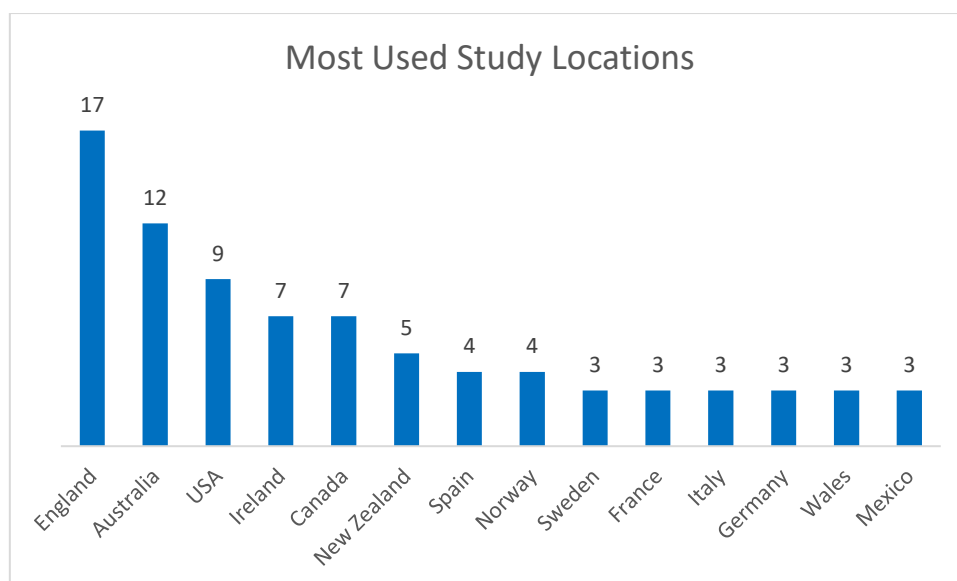 Most Used Study Locations
17
12
9
7
7
5
4
4
3
3
3
3
3
3
England
Australia
USA
Ireland
Canada
New Zealand
Spain
Norway
Sweden
France
Italy
Germany
Wales
Mexico